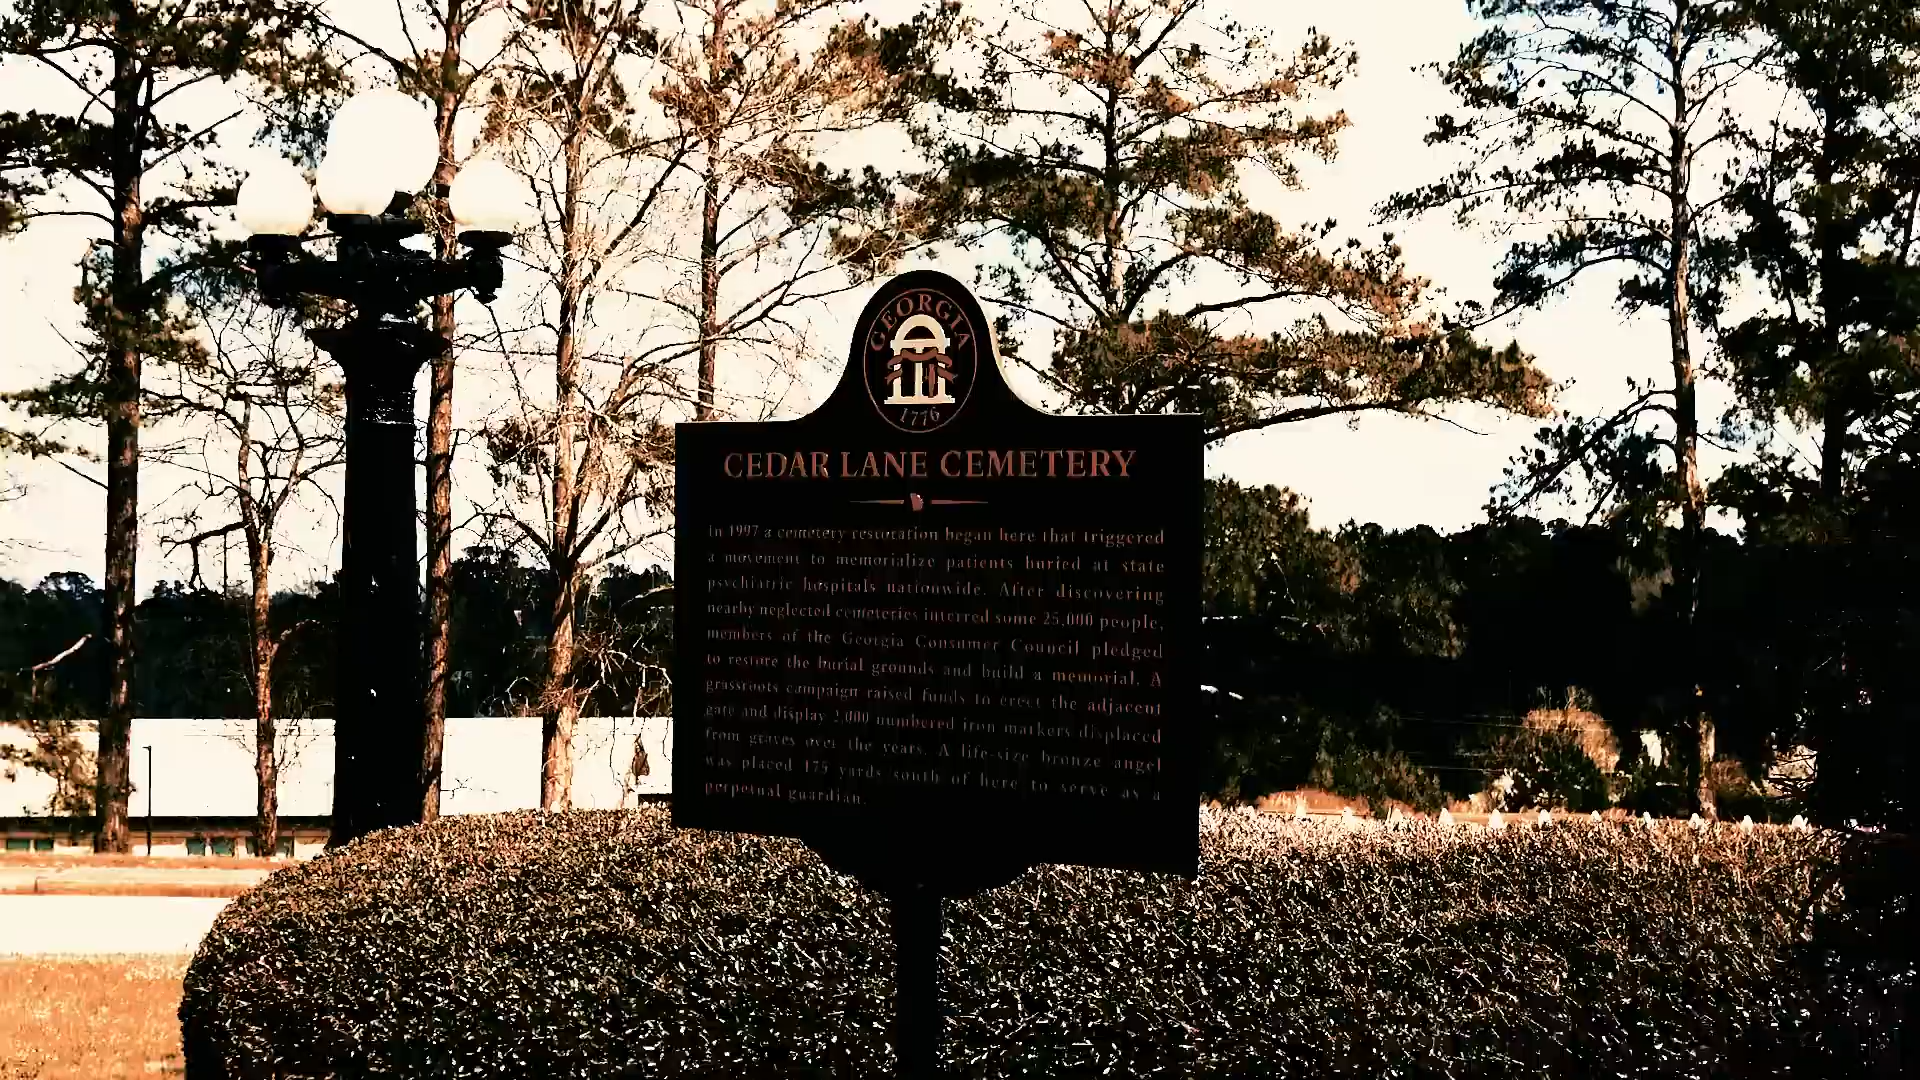 GEORGIA
1776
CEDAR LANE CEMETERY
In 1997 a cemetery restoration began here that triggered
a movement to memorialize patients buried at state
psychiatric hospitals nationwide. After discovering
nearby neglected cemeteries interred some 25,000 people,
members of the Georgia Consumer Council pledged
to restore the burial grounds and build a memorial. A
grassroots campaign raised funds to erect the adjacent
gate and display 2,000 numbered iron markers displaced
from graves over the years. A life-size bronze angel
was placed 175 yards south of here to serve as a
perpetual guardian.